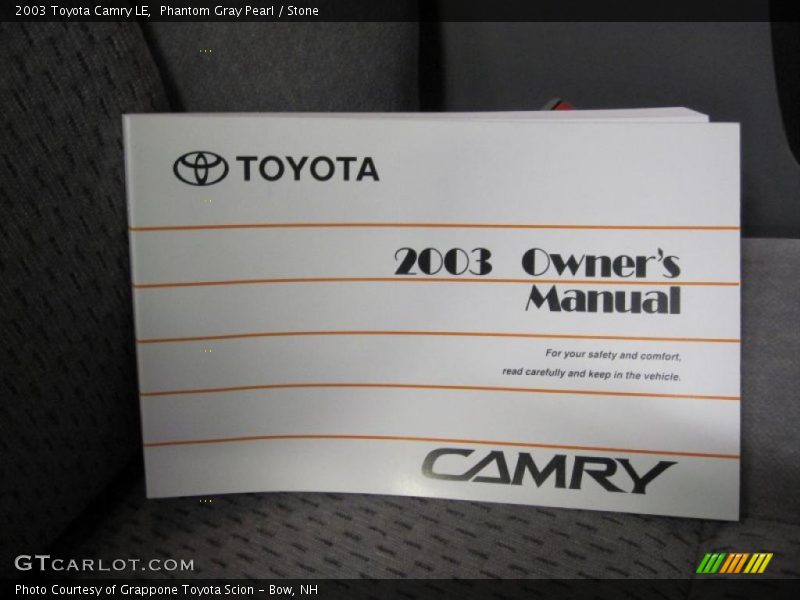 2003 Toyota Camry LE,  Phantom Gray Pearl / Stone
TOYOTA
2003 Owner's
Manual
For your safety and comfort,
read carefully and keep in the vehicle.
CAMRY
GTCARLOT.COM
Photo Courtesy of Grappone Toyota Scion - Bow, NH